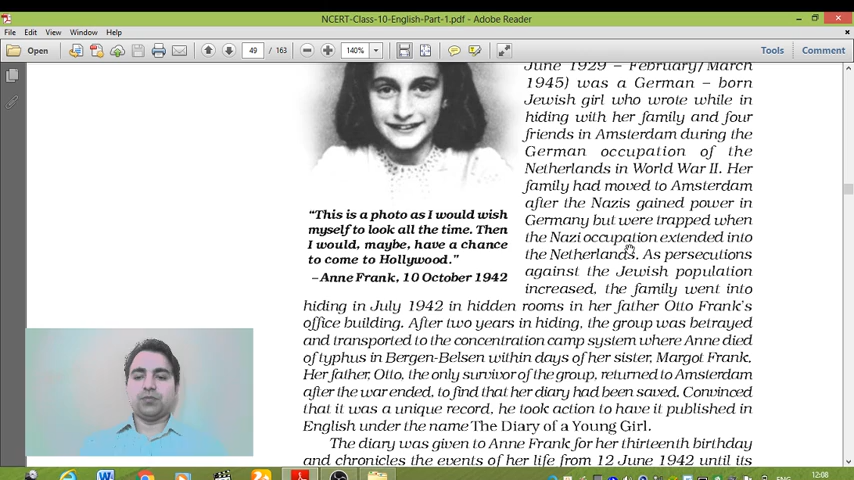 NCERT-Class-10-English-Part-1.pdf - Adobe Reader
File Edit View Window Help
Open 49 / 163 140% Tools Comment
June 1929 – February/March
1945) was a German – born
Jewish girl who wrote while in
hiding with her family and four
friends in Amsterdam during the
German occupation of the
Netherlands in World War II. Her
family had moved to Amsterdam
after the Nazis gained power in
Germany but were trapped when
the Nazi occupation extended into
the Netherlands. As persecutions
against the Jewish population
increased, the family went into
"This is a photo as I would wish
myself to look all the time. Then
I would, maybe, have a chance
to come to Hollywood."
– Anne Frank, 10 October 1942
hiding in July 1942 in hidden rooms in her father Otto Frank's
office building. After two years in hiding, the group was betrayed
and transported to the concentration camp system where Anne died
of typhus in Bergen-Belsen within days of her sister, Margot Frank.
Her father, Otto, the only survivor of the group, returned to Amsterdam
after the war ended, to find that her diary had been saved. Convinced
that it was a unique record, he took action to have it published in
English under the name The Diary of a Young Girl.
The diary was given to Anne Frank for her thirteenth birthday
and chronicles the events of her life from 12 June 1942 until its
ENG 12:08